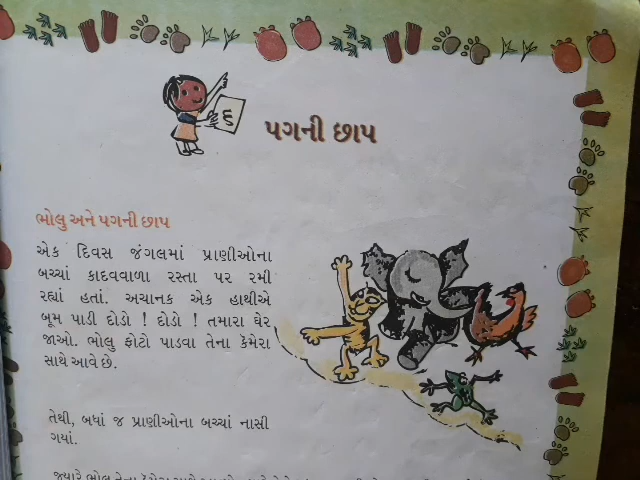 ૬
પગની છાપ
ભોલુ અને પગની છાપ
એક દિવસ જંગલમાં પ્રાણીઓના
બચ્ચાં કાદવવાળા રસ્તા પર રમી
રહ્યાં હતાં. અચાનક એક હાથીએ
બૂમ પાડી દોડો ! દોડો ! તમારા ઘેર
જાઓ. ભોલુ ફોટો પાડવા તેના કેમેરા
સાથે આવે છે.
તેથી, બધાં જ પ્રાણીઓના બચ્ચાં નાસી
ગયાં.
જ્યારે ભોલુ તેના